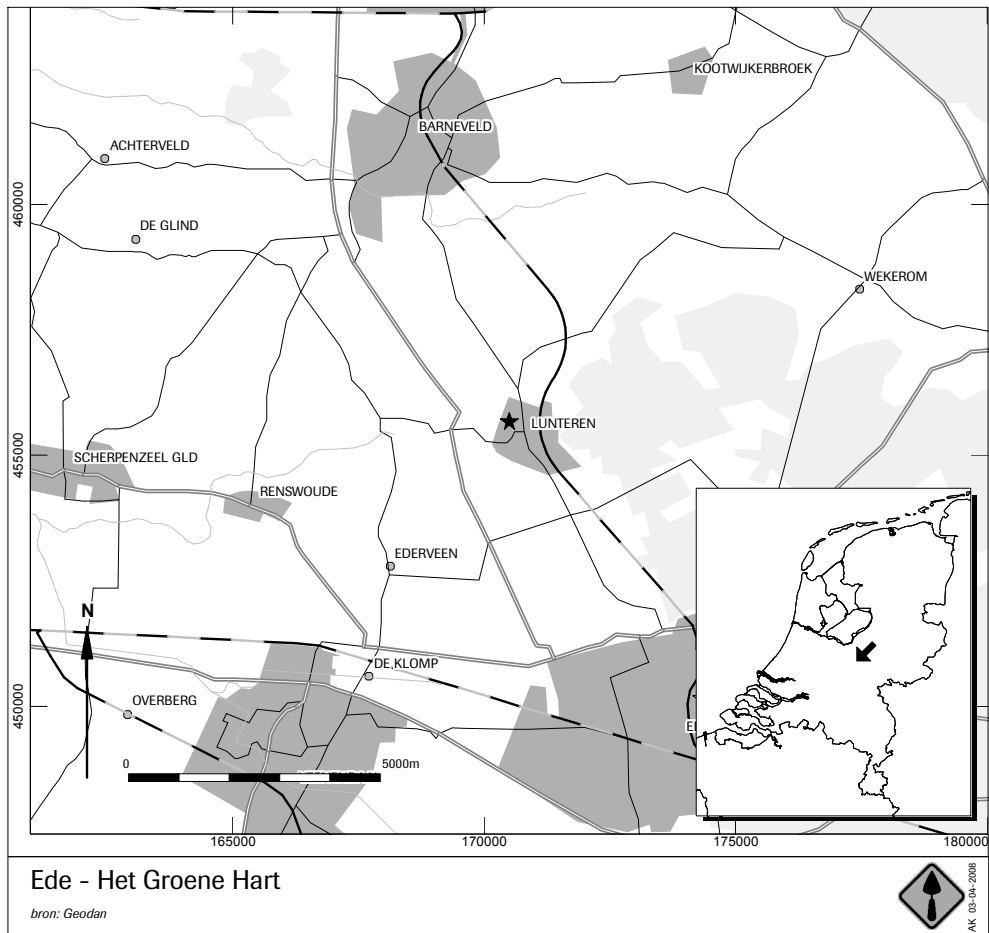 KOOTWIJKERBROEK
BARNEVELD
ACHTERVELD
460000
DE GLIND
WEKEROM
LUNTEREN
455000
SCHERPENZEEL GLD
RENSWOUDE
EDERVEEN
N
DE KLOMP
450000
OVERBERG
0
5000m
165000
170000
175000
180000
Ede - Het Groene Hart
bron: Geodan
AK 03-04-2008